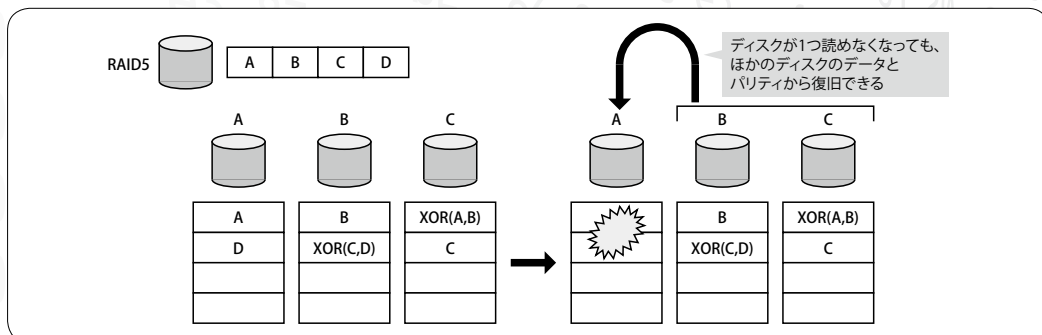 RAID5
A B C D
ディスクが1つ読めなくなっても、
ほかのディスクのデータと
パリティから復旧できる
A B C
A B XOR(A,B)
D XOR(C,D) C
A B C
B XOR(A,B)
XOR(C,D) C